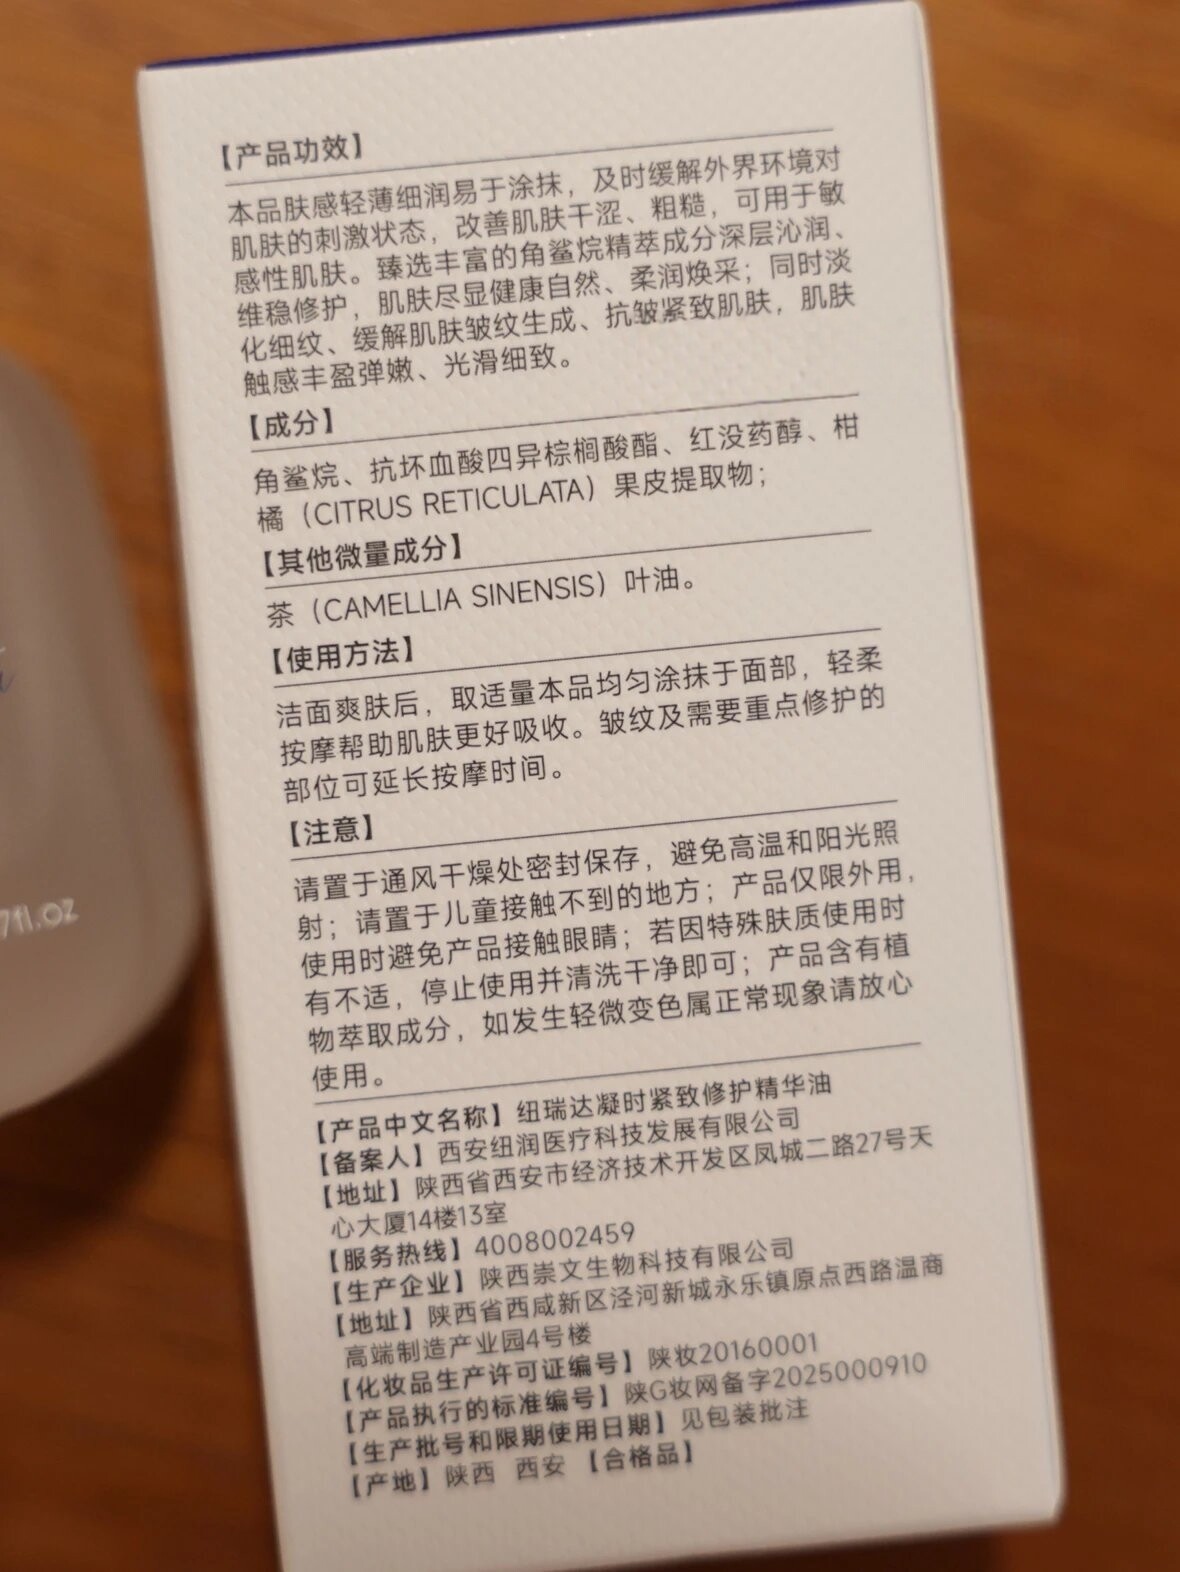 【产品功效】
本品肤感轻薄细润易于涂抹，及时缓解外界环境对
肌肤的刺激状态，改善肌肤干涩、粗糙，可用于敏
感性肌肤。臻选丰富的角鲨烷精萃成分深层沁润、
维稳修护，肌肤尽显健康自然、柔润焕采；同时淡
化细纹、缓解肌肤皱纹生成、抗皱紧致肌肤，肌肤
触感丰盈弹嫩、光滑细致。
【成分】
角鲨烷、抗坏血酸四异棕榈酸酯、红没药醇、柑
橘（CITRUS RETICULATA）果皮提取物；
【其他微量成分】
茶（CAMELLIA SINENSIS）叶油。
【使用方法】
洁面爽肤后，取适量本品均匀涂抹于面部，轻柔
按摩帮助肌肤更好吸收。皱纹及需要重点修护的
部位可延长按摩时间。
【注意】
请置于通风干燥处密封保存，避免高温和阳光照
射；请置于儿童接触不到的地方；产品仅限外用，
使用时避免产品接触眼睛；若因特殊肤质使用时
有不适，停止使用并清洗干净即可；产品含有植
物萃取成分，如发生轻微变色属正常现象请放心
使用。
【产品中文名称】纽瑞达凝时紧致修护精华油
【备案人】西安纽润医疗科技发展有限公司
【地址】陕西省西安市经济技术开发区凤城二路27号天
心大厦14楼13室
【服务热线】4008002459
【生产企业】陕西崇文生物科技有限公司
【地址】陕西省西咸新区泾河新城永乐镇原点西路温商
高端制造产业园4号楼
【化妆品生产许可证编号】陕妆20160001
【产品执行的标准编号】陕G妆网备字2025000910
【生产批号和限期使用日期】见包装批注
【产地】陕西 西安 【合格品】
fl.oz